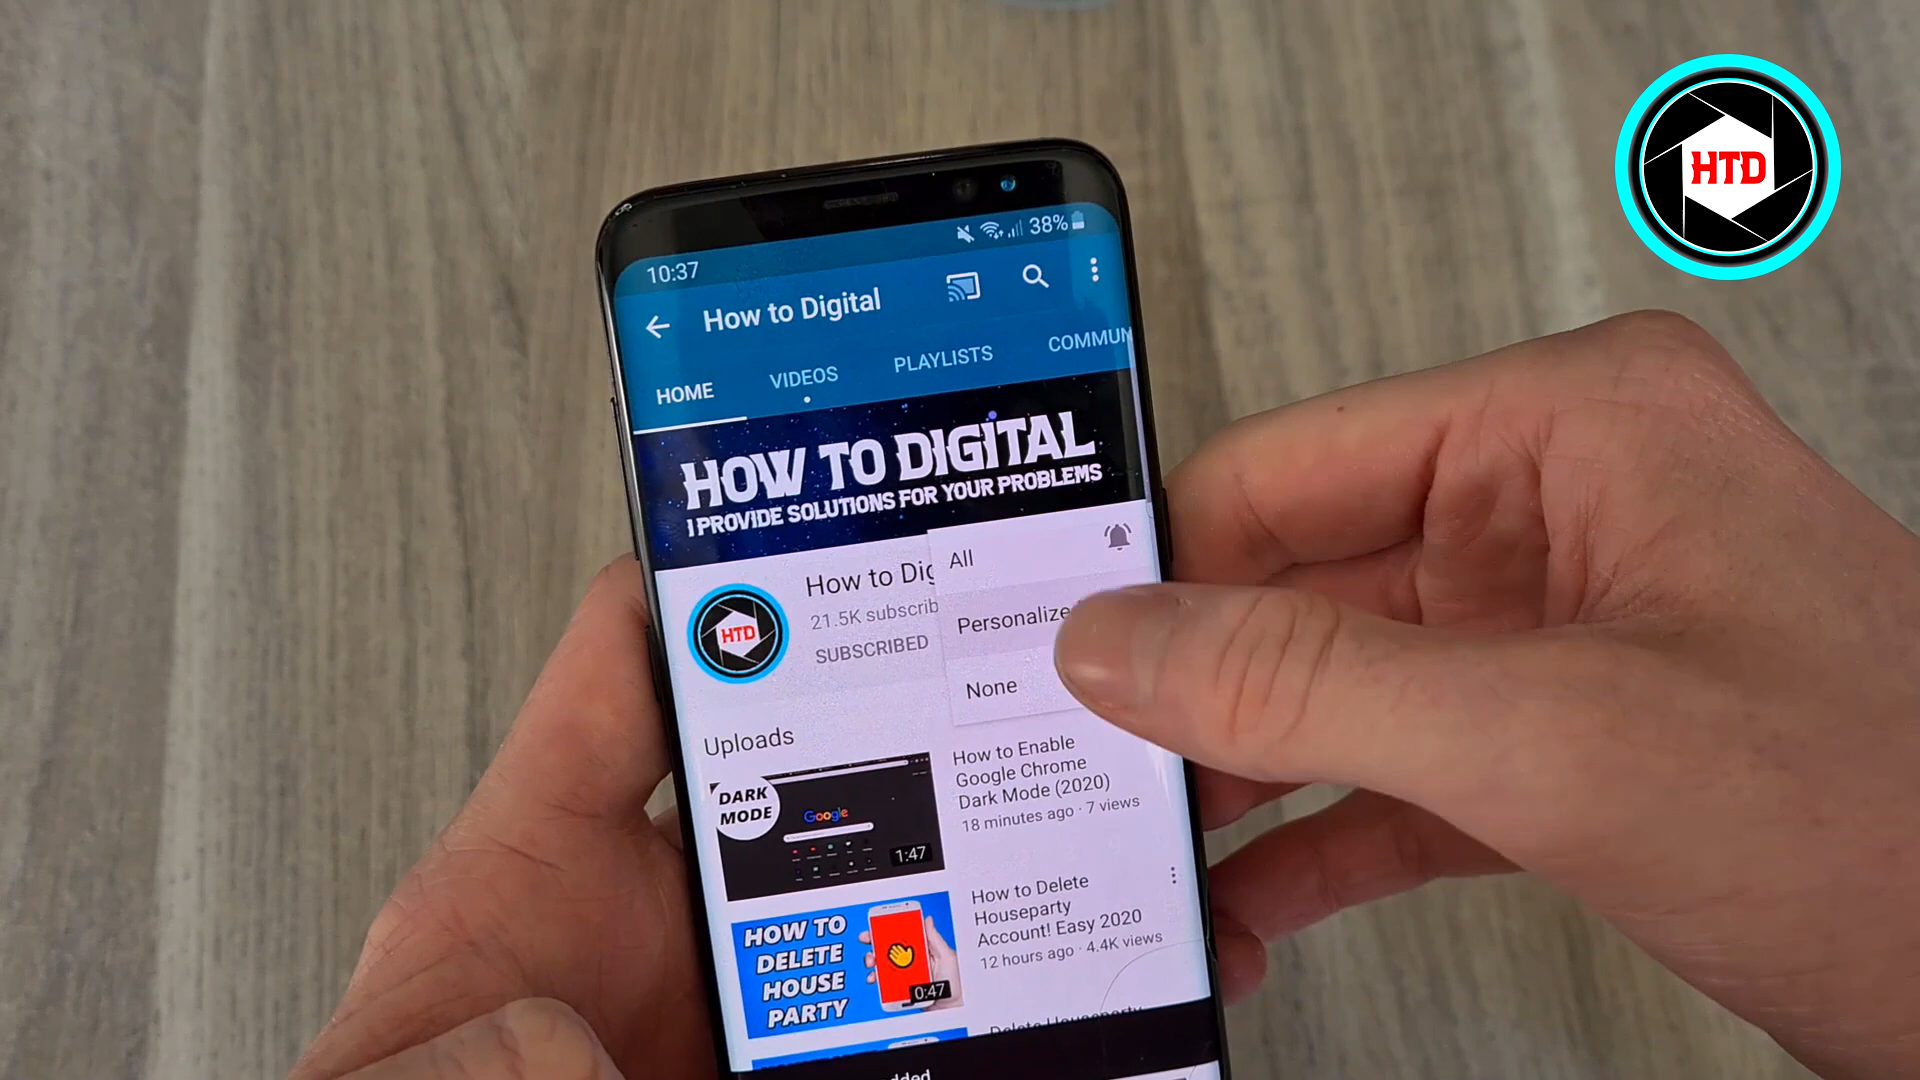 HTD
10:37
38%
How to Digital
HOME
VIDEOS
PLAYLISTS
HOW TO DIGITAL
I PROVIDE SOLUTIONS FOR YOUR PROBLEMS
How to
21.5K
SUBSCRIBED
HTD
All
None
Uploads
DARK
MODE
Google
1:47
How to Enable
Google Chrome
Dark Mode (2020)
18 minutes ago · 7 views
HOW TO
DELETE
HOUSE
PARTY
0:47
How to Delete
Houseparty
Account! Easy 2020
12 hours ago · 4.4K views